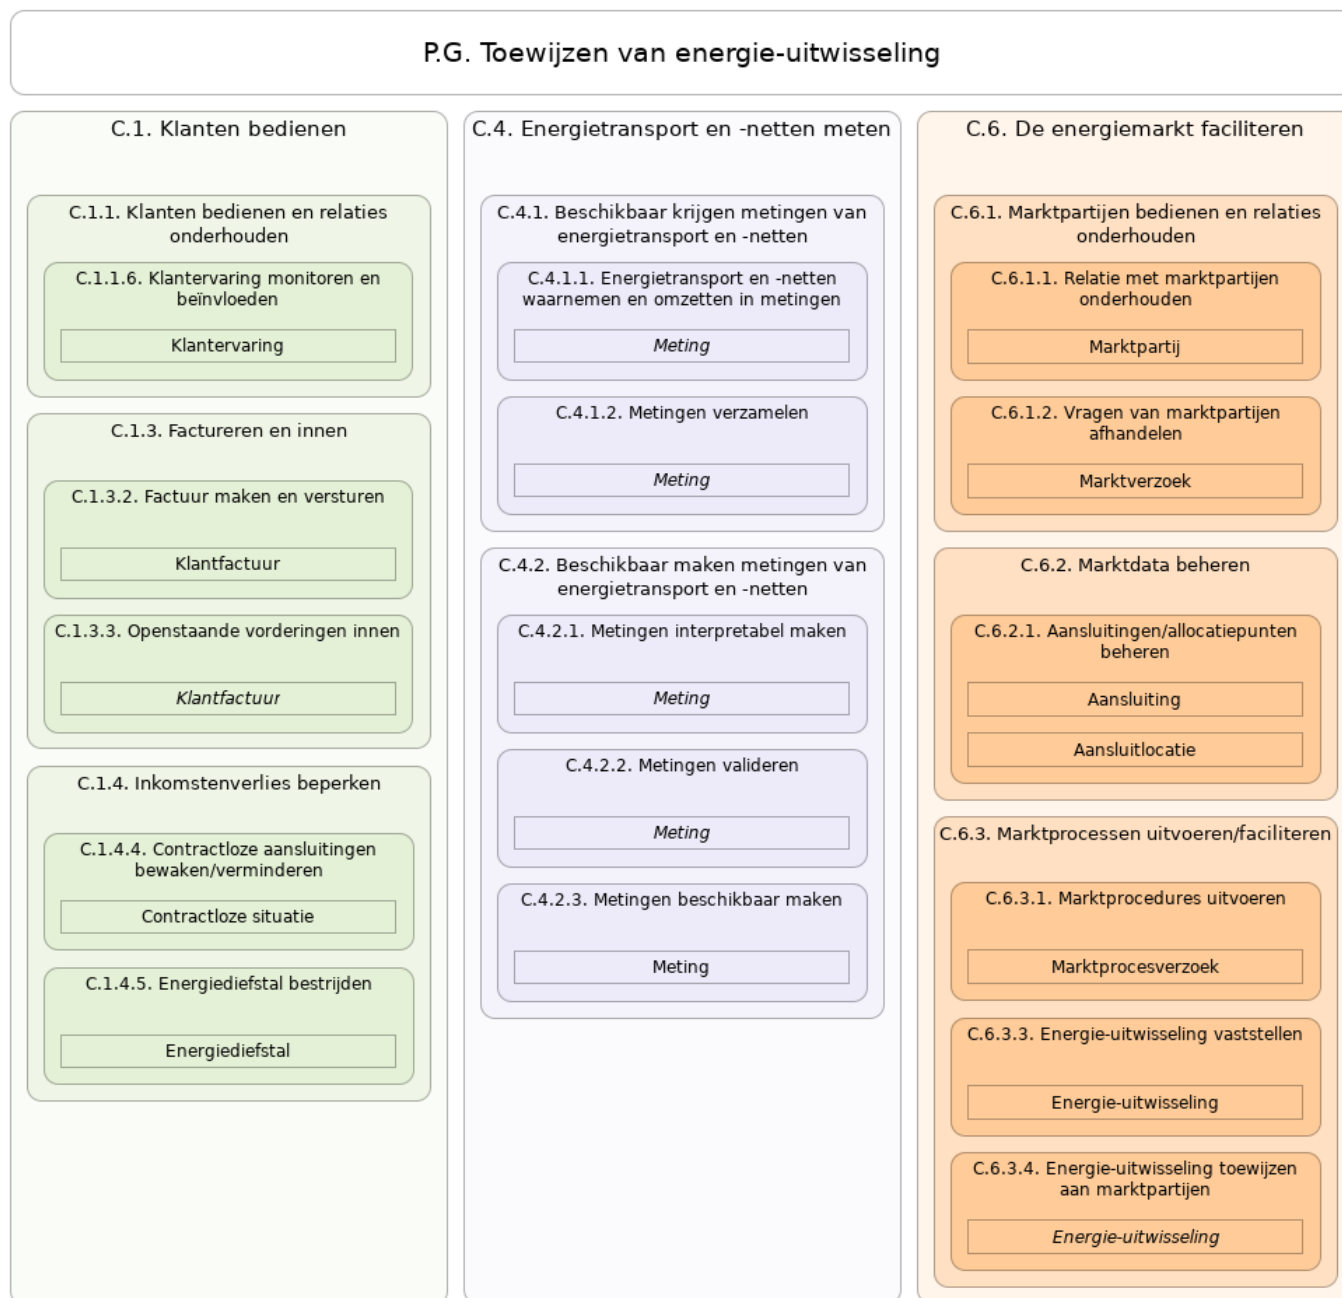 P.G. Toewijzen van energie-uitwisseling
C.1. Klanten bedienen
C.1.1. Klanten bedienen en relaties
onderhouden
C.1.1.6. Klantervaring monitoren en
beïnvloeden
Klantervaring
C.1.3. Factureren en innen
C.1.3.2. Factuur maken en versturen
Klantfactuur
C.1.3.3. Openstaande vorderingen innen
Klantfactuur
C.1.4. Inkomstenverlies beperken
C.1.4.4. Contractloze aansluitingen
bewaken/verminderen
Contractloze situatie
C.1.4.5. Energiediefstal bestrijden
Energiediefstal
C.4. Energietransport en -netten meten
C.4.1. Beschikbaar krijgen metingen van
energietransport en -netten
C.4.1.1. Energietransport en -netten
waarnemen en omzetten in metingen
Meting
C.4.1.2. Metingen verzamelen
Meting
C.4.2. Beschikbaar maken metingen van
energietransport en -netten
C.4.2.1. Metingen interpretabel maken
Meting
C.4.2.2. Metingen valideren
Meting
C.4.2.3. Metingen beschikbaar maken
Meting
C.6. De energiemarkt faciliteren
C.6.1. Marktpartijen bedienen en relaties
onderhouden
C.6.1.1. Relatie met marktpartijen
onderhouden
Marktpartij
C.6.1.2. Vragen van marktpartijen
afhandelen
Marktverzoek
C.6.2. Marktdata beheren
C.6.2.1. Aansluitingen/allocatiepunten
beheren
Aansluiting
Aansluitlocatie
C.6.3. Marktprocessen uitvoeren/faciliteren
C.6.3.1. Marktprocedures uitvoeren
Marktprocesverzoek
C.6.3.3. Energie-uitwisseling vaststellen
Energie-uitwisseling
C.6.3.4. Energie-uitwisseling toewijzen
aan marktpartijen
Energie-uitwisseling